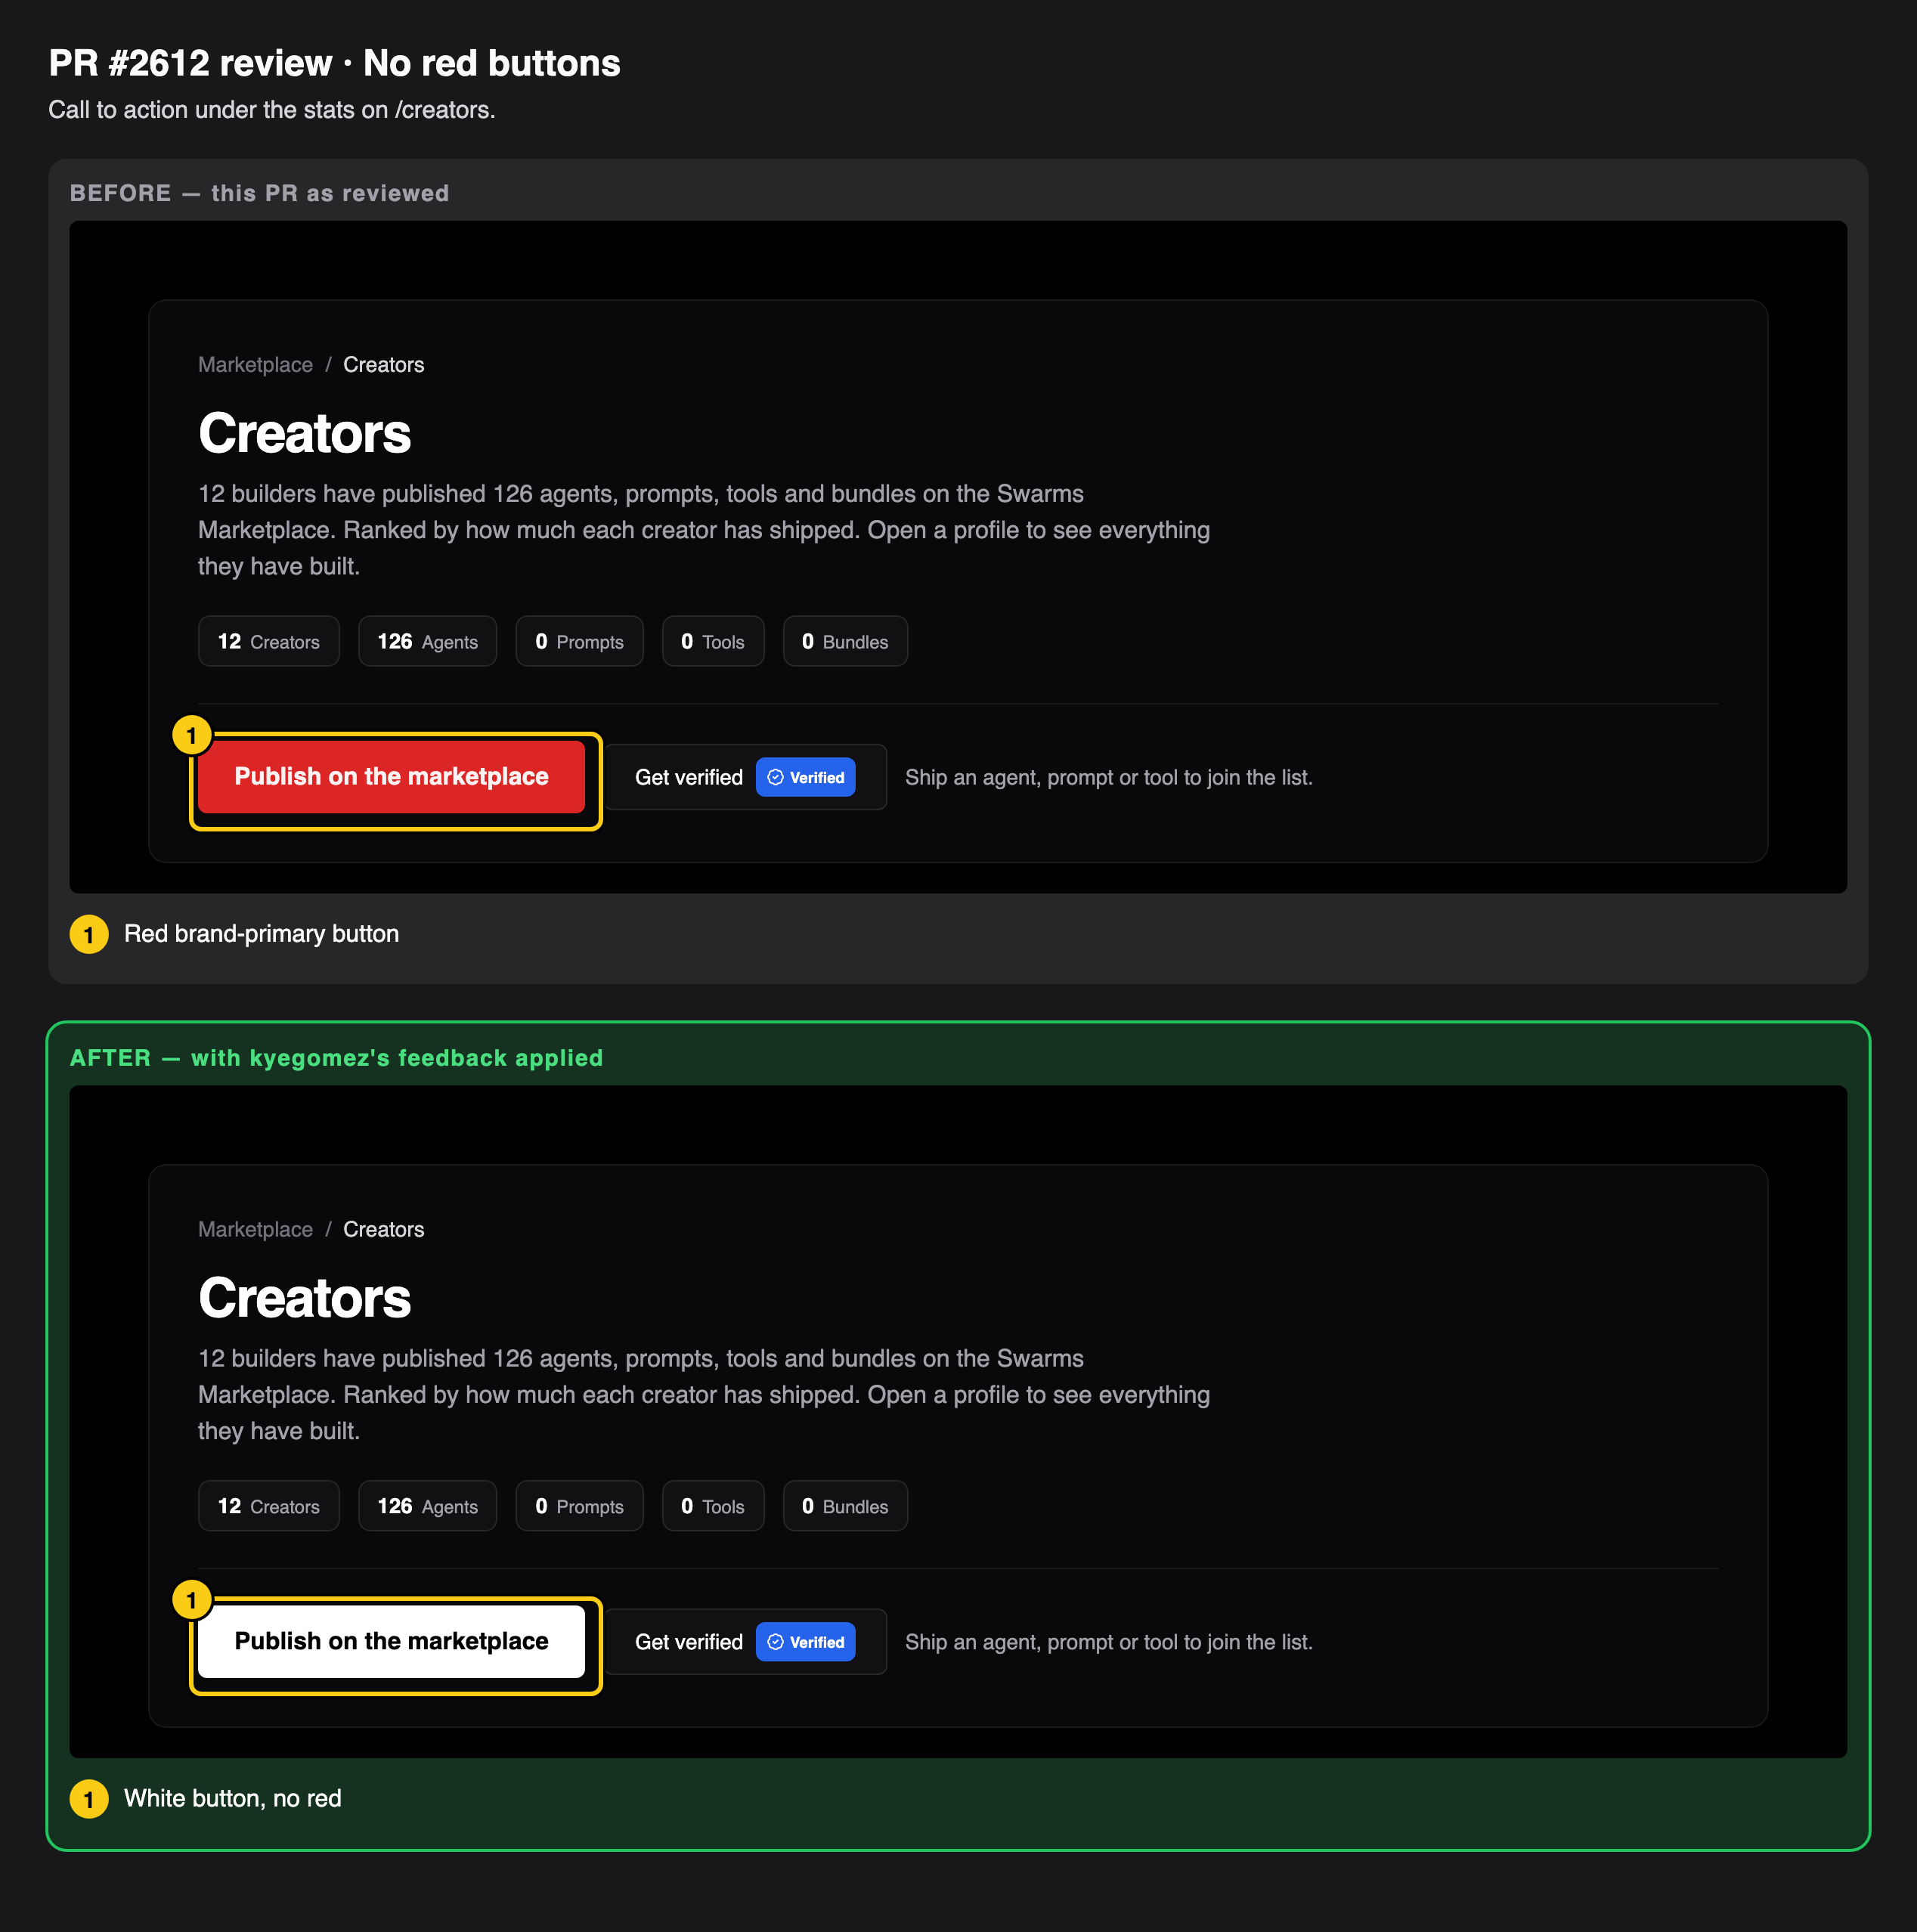 PR #2612 review · No red buttons
Call to action under the stats on /creators.
BEFORE — this PR as reviewed
Marketplace / Creators
Creators
12 builders have published 126 agents, prompts, tools and bundles on the Swarms
Marketplace. Ranked by how much each creator has shipped. Open a profile to see everything
they have built.
12 Creators 126 Agents 0 Prompts 0 Tools 0 Bundles
1
Publish on the marketplace Get verified Verified Ship an agent, prompt or tool to join the list.
1 Red brand-primary button
AFTER — with kyegomez's feedback applied
Marketplace / Creators
Creators
12 builders have published 126 agents, prompts, tools and bundles on the Swarms
Marketplace. Ranked by how much each creator has shipped. Open a profile to see everything
they have built.
12 Creators 126 Agents 0 Prompts 0 Tools 0 Bundles
1
Publish on the marketplace Get verified Verified Ship an agent, prompt or tool to join the list.
1 White button, no red